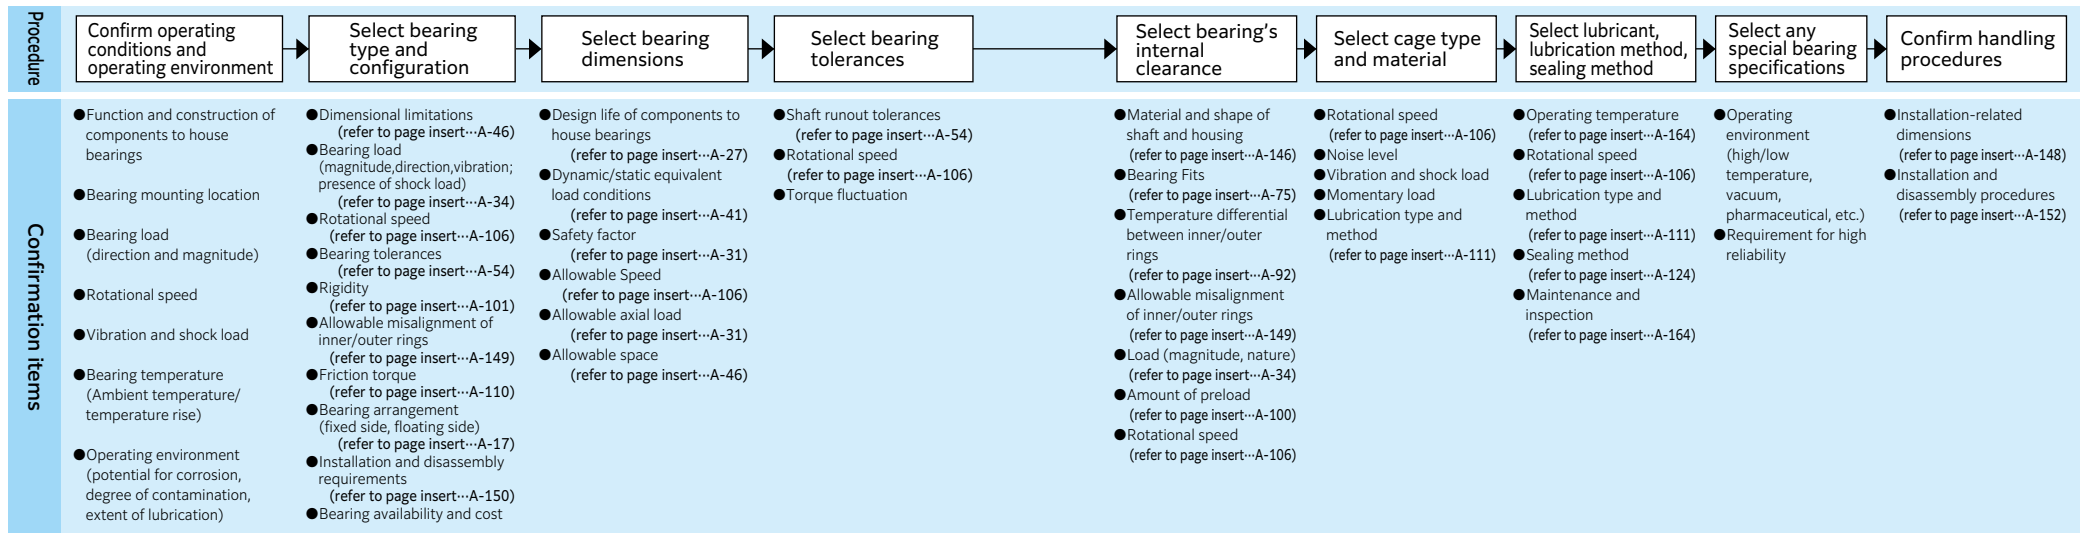 Procedure
Confirm operating
conditions and
operating environment
Select bearing
type and
configuration
Select bearing
dimensions
Select bearing
tolerances
Select bearing's
internal
clearance
Select cage type
and material
Select lubricant,
lubrication method,
sealing method
Select any
special bearing
specifications
Confirm handling
procedures
Confirmation items
●Function and construction of
components to house
bearings
●Bearing mounting location
●Bearing load
(direction and magnitude)
●Rotational speed
●Vibration and shock load
●Bearing temperature
(Ambient temperature/
temperature rise)
●Operating environment
(potential for corrosion,
degree of contamination,
extent of lubrication)
●Dimensional limitations
(refer to page insert…A-46)
●Bearing load
(magnitude,direction,vibration;
presence of shock load)
(refer to page insert…A-34)
●Rotational speed
(refer to page insert…A-106)
●Bearing tolerances
(refer to page insert…A-54)
●Rigidity
(refer to page insert…A-101)
●Allowable misalignment of
inner/outer rings
(refer to page insert…A-149)
●Friction torque
(refer to page insert…A-110)
●Bearing arrangement
(fixed side, floating side)
(refer to page insert…A-17)
●Installation and disassembly
requirements
(refer to page insert…A-150)
●Bearing availability and cost
●Design life of components to
house bearings
(refer to page insert…A-27)
●Dynamic/static equivalent
load conditions
(refer to page insert…A-41)
●Safety factor
(refer to page insert…A-31)
●Allowable Speed
(refer to page insert…A-106)
●Allowable axial load
(refer to page insert…A-31)
●Allowable space
(refer to page insert…A-46)
●Shaft runout tolerances
(refer to page insert…A-54)
●Rotational speed
(refer to page insert…A-106)
●Torque fluctuation
●Material and shape of
shaft and housing
(refer to page insert…A-146)
●Bearing Fits
(refer to page insert…A-75)
●Temperature differential
between inner/outer
rings
(refer to page insert…A-92)
●Allowable misalignment
of inner/outer rings
(refer to page insert…A-149)
●Load (magnitude, nature)
(refer to page insert…A-34)
●Amount of preload
(refer to page insert…A-100)
●Rotational speed
(refer to page insert…A-106)
●Rotational speed
(refer to page insert…A-106)
●Noise level
●Vibration and shock load
●Momentary load
●Lubrication type and
method
(refer to page insert…A-111)
●Operating temperature
(refer to page insert…A-164)
●Rotational speed
(refer to page insert…A-106)
●Lubrication type and
method
(refer to page insert…A-111)
●Sealing method
(refer to page insert…A-124)
●Maintenance and
inspection
(refer to page insert…A-164)
●Operating
environment
(high/low
temperature,
vacuum,
pharmaceutical, etc.)
●Requirement for high
reliability
●Installation-related
dimensions
(refer to page insert…A-148)
●Installation and
disassembly procedures
(refer to page insert…A-152)